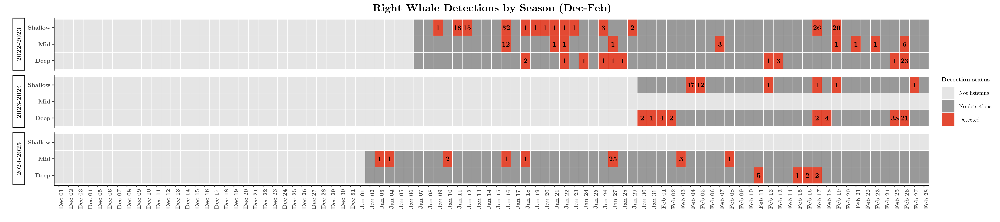 Right Whale Detections by Season (Dec-Feb)
2022-2023
Shallow 1 18 15 32 1 1 1 1 1 1 3 2 26 26
Mid 12 1 1 1 3 1 1 1 6
Deep 2 1 1 1 1 1 1 3 1 23
2023-2024
Shallow 47 12 1 1 1 1
Mid
Deep 2 1 4 2 2 4 38 21
2024-2025
Shallow
Mid 1 1 2 1 1 25 3 1
Deep 5 1 2 2
Dec 01 Dec 02 Dec 03 Dec 04 Dec 05 Dec 06 Dec 07 Dec 08 Dec 09 Dec 10 Dec 11 Dec 12 Dec 13 Dec 14 Dec 15 Dec 16 Dec 17 Dec 18 Dec 19 Dec 20 Dec 21 Dec 22 Dec 23 Dec 24 Dec 25 Dec 26 Dec 27 Dec 28 Dec 29 Dec 30 Dec 31 Jan 01 Jan 02 Jan 03 Jan 04 Jan 05 Jan 06 Jan 07 Jan 08 Jan 09 Jan 10 Jan 11 Jan 12 Jan 13 Jan 14 Jan 15 Jan 16 Jan 17 Jan 18 Jan 19 Jan 20 Jan 21 Jan 22 Jan 23 Jan 24 Jan 25 Jan 26 Jan 27 Jan 28 Jan 29 Jan 30 Jan 31 Feb 01 Feb 02 Feb 03 Feb 04 Feb 05 Feb 06 Feb 07 Feb 08 Feb 09 Feb 10 Feb 11 Feb 12 Feb 13 Feb 14 Feb 15 Feb 16 Feb 17 Feb 18 Feb 19 Feb 20 Feb 21 Feb 22 Feb 23 Feb 24 Feb 25 Feb 26 Feb 27 Feb 28
Detection status
Not listening
No detections
Detected